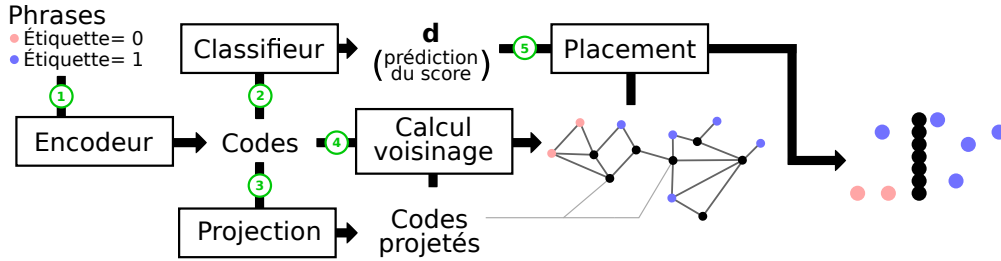 Phrases
Étiquette= 0
Étiquette= 1
1
Encodeur
Classifieur
2
Codes
3
Projection
d
(prédiction
du score)
4
Calcul
voisinage
Codes
projetés
5
Placement